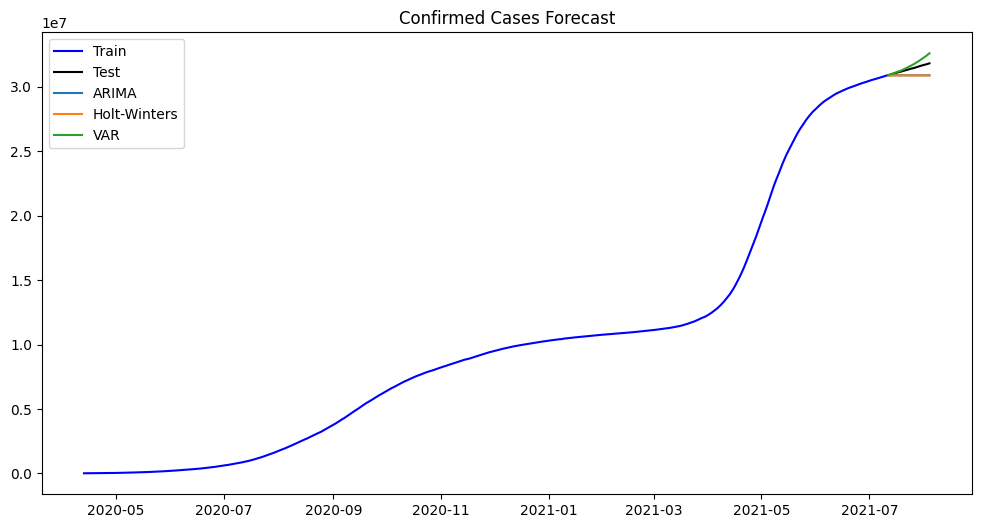 Confirmed Cases Forecast
1e7
Train
Test
ARIMA
Holt-Winters
VAR
3.0
2.5
2.0
1.5
1.0
0.5
0.0
2020-05 2020-07 2020-09 2020-11 2021-01 2021-03 2021-05 2021-07